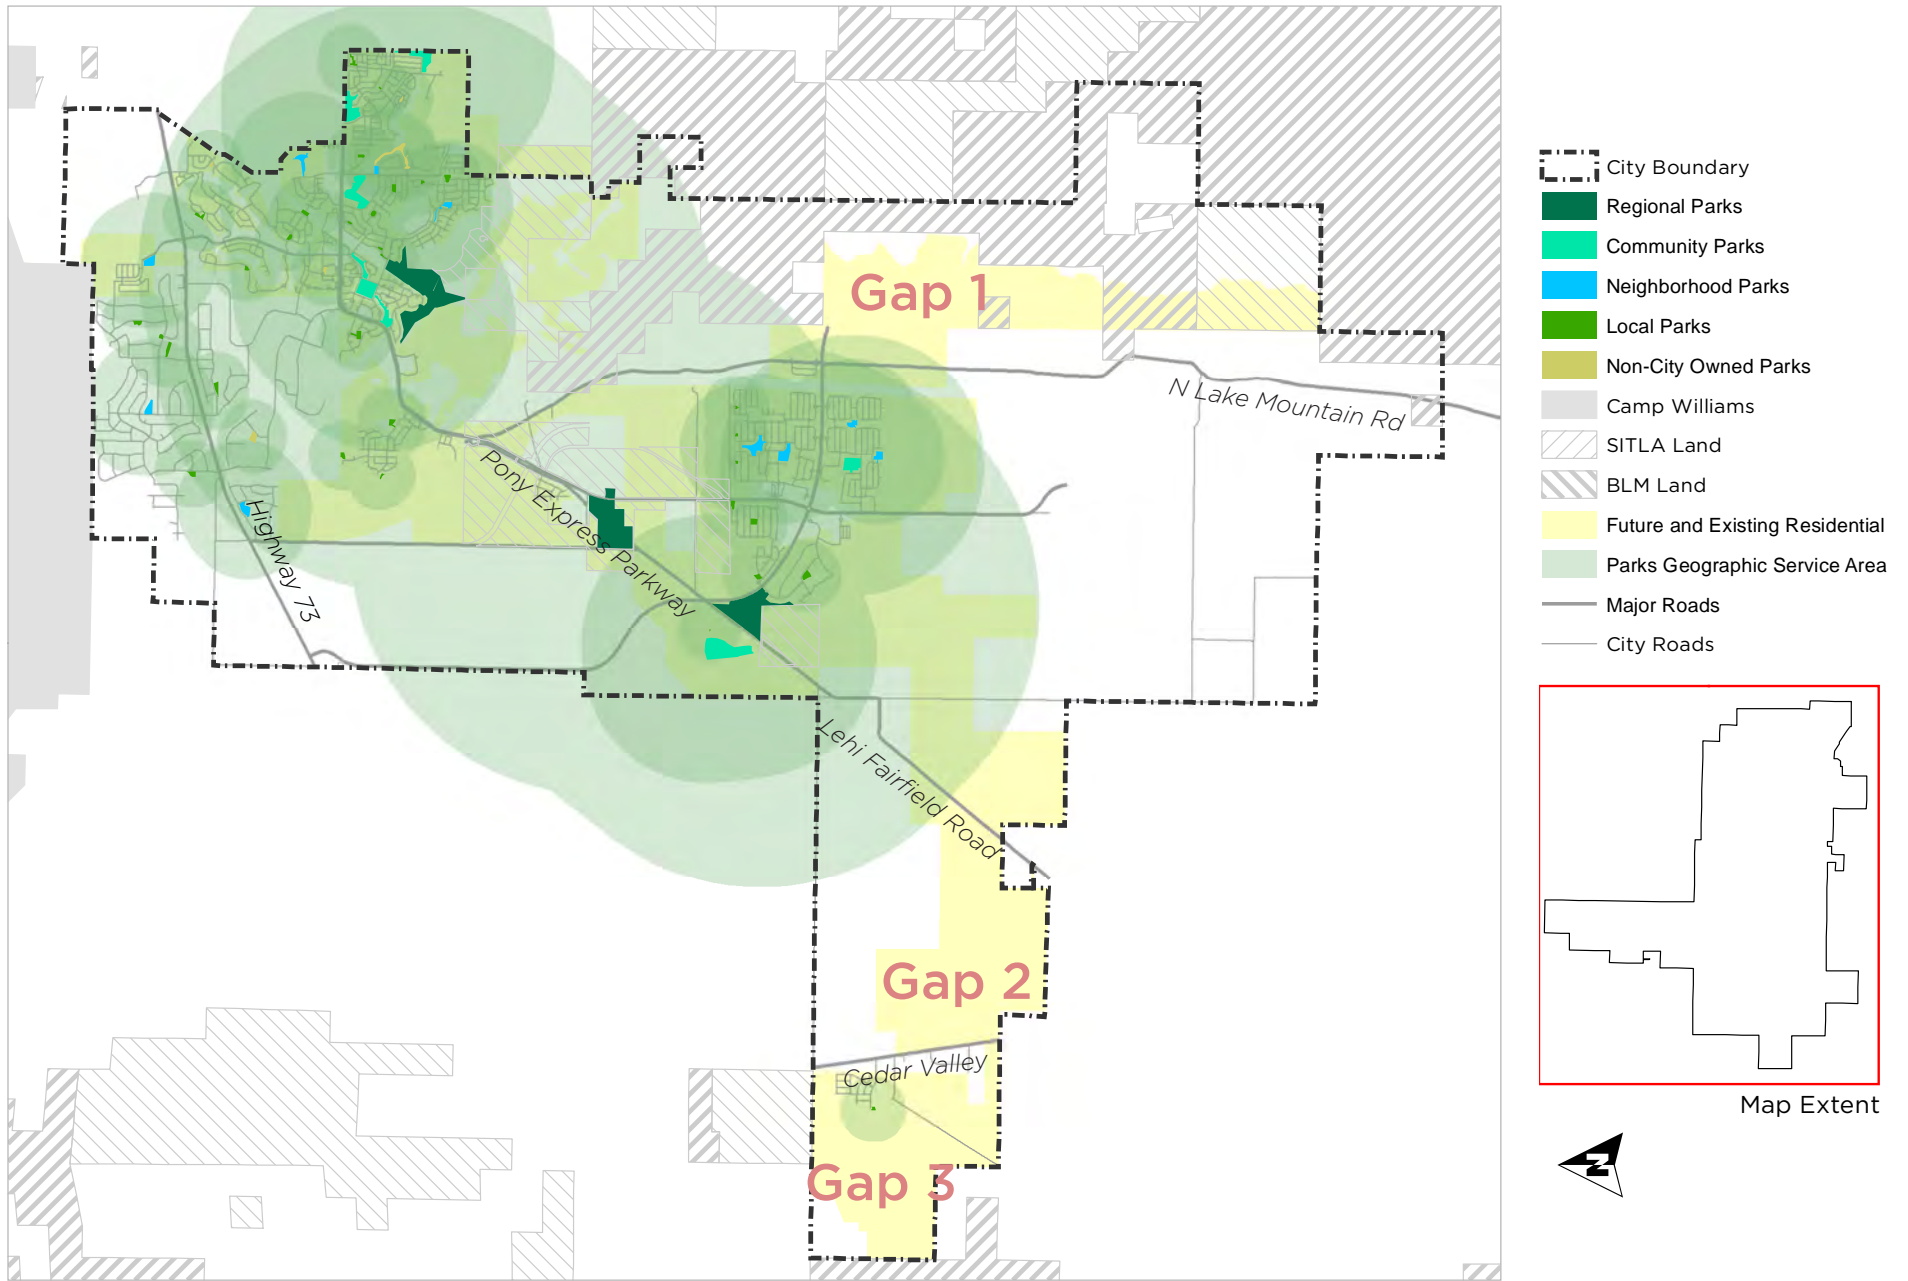 Gap 1
N Lake Mountain Rd
Pony Express Parkway
Highway 73
Lehi Fairfield Road
Gap 2
Cedar Valley
Gap 3
City Boundary
Regional Parks
Community Parks
Neighborhood Parks
Local Parks
Non-City Owned Parks
Camp Williams
SITLA Land
BLM Land
Future and Existing Residential
Parks Geographic Service Area
Major Roads
City Roads
Map Extent
N